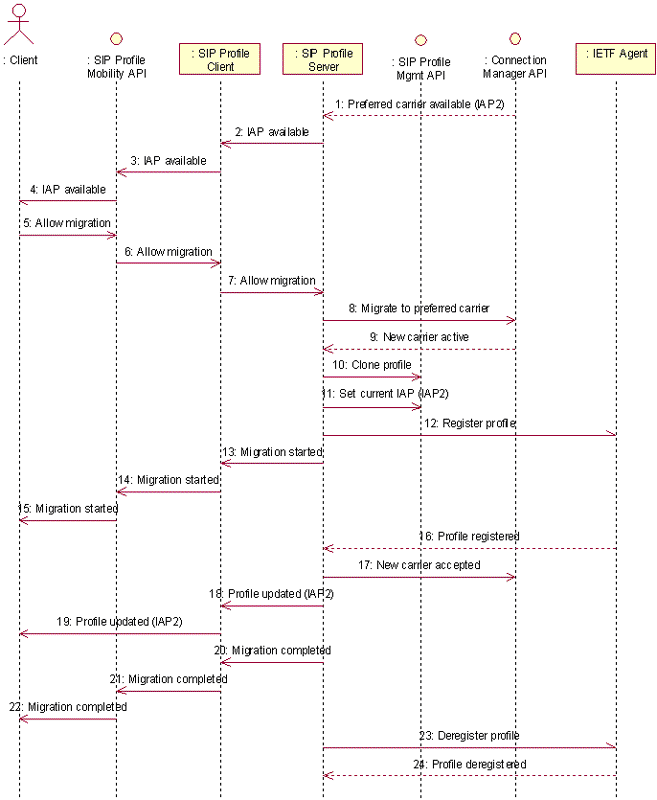 : Client
: SIP Profile
Mobility API
: SIP Profile
Client
: SIP Profile
Server
: SIP Profile
Mgmt API
: Connection
Manager API
: IETF Agent
1: Preferred carrier available (IAP2)
2: IAP available
3: IAP available
4: IAP available
5: Allow migration
6: Allow migration
7: Allow migration
8: Migrate to preferred carrier
9: New carrier active
10: Clone profile
11: Set current IAP (IAP2)
12: Register profile
13: Migration started
14: Migration started
15: Migration started
16: Profile registered
17: New carrier accepted
18: Profile updated (IAP2)
19: Profile updated (IAP2)
20: Migration completed
21: Migration completed
22: Migration completed
23: Deregister profile
24: Profile deregistered